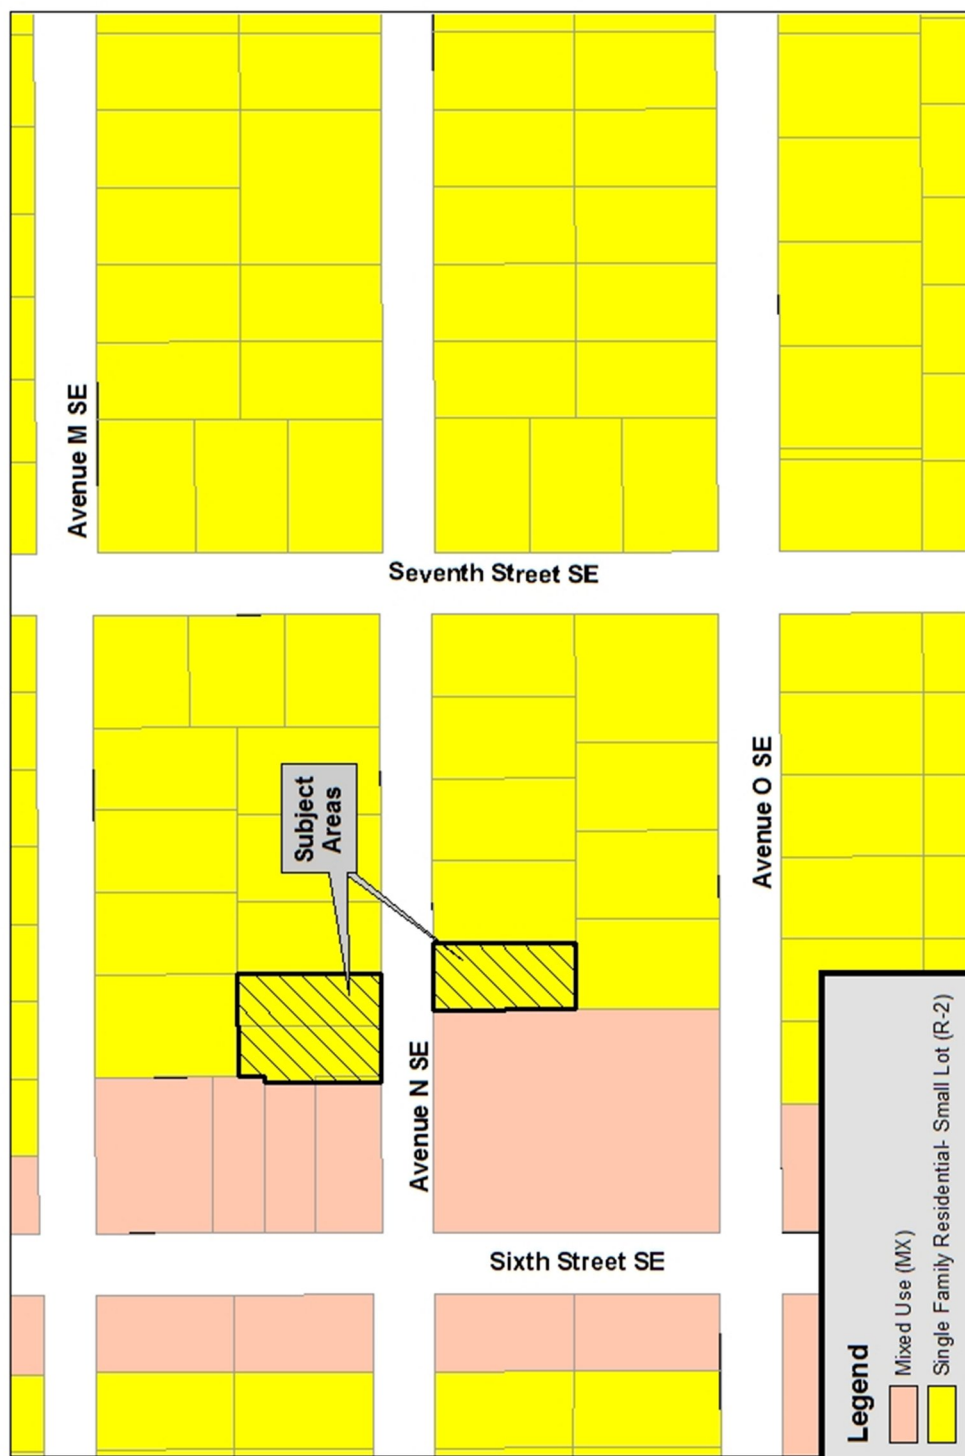 Avenue M SE
Seventh Street SE
Subject
Areas
Avenue N SE
Avenue O SE
Sixth Street SE
Legend
Mixed Use (MX)
Single Family Residential- Small Lot (R-2)